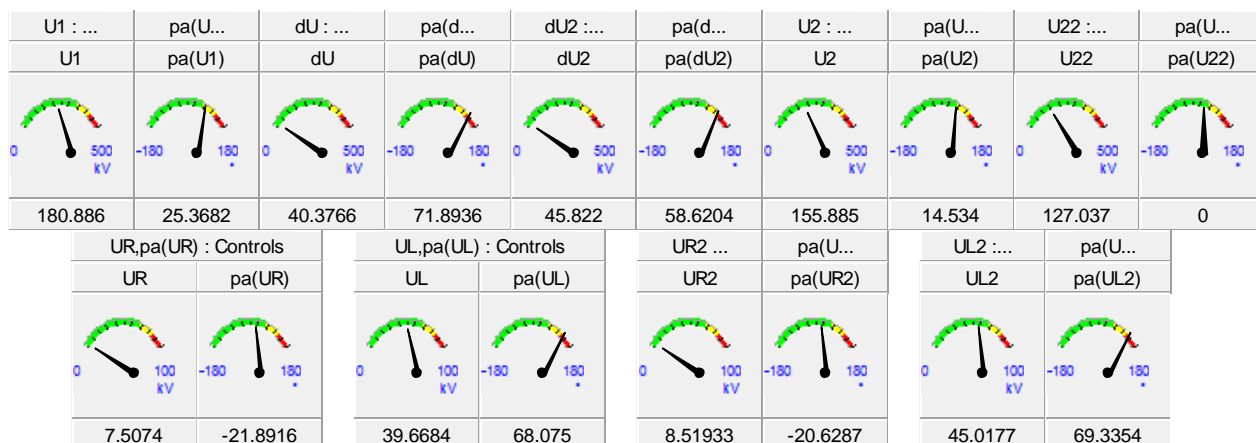 U1 : ... pa(U... dU : ... pa(d... dU2 :... pa(d... U2 : ... pa(U... U22 :... pa(U...
U1 pa(U1) dU pa(dU) dU2 pa(dU2) U2 pa(U2) U22 pa(U22)
0 500 -180 180 0 500 -180 180 0 500 -180 180 0 500 -180 180 0 500 -180 180
kV ° kV ° kV ° kV ° kV °
180.886 25.3682 40.3766 71.8936 45.822 58.6204 155.885 14.534 127.037 0
UR,pa(UR) : Controls UL,pa(UL) : Controls UR2 ... pa(U... UL2 :... pa(U...
UR pa(UR) UL pa(UL) UR2 pa(UR2) UL2 pa(UL2)
0 100 -180 180 0 100 -180 180 0 100 -180 180 0 100 -180 180
kV ° kV ° kV ° kV °
7.5074 -21.8916 39.6684 68.075 8.51933 -20.6287 45.0177 69.3354